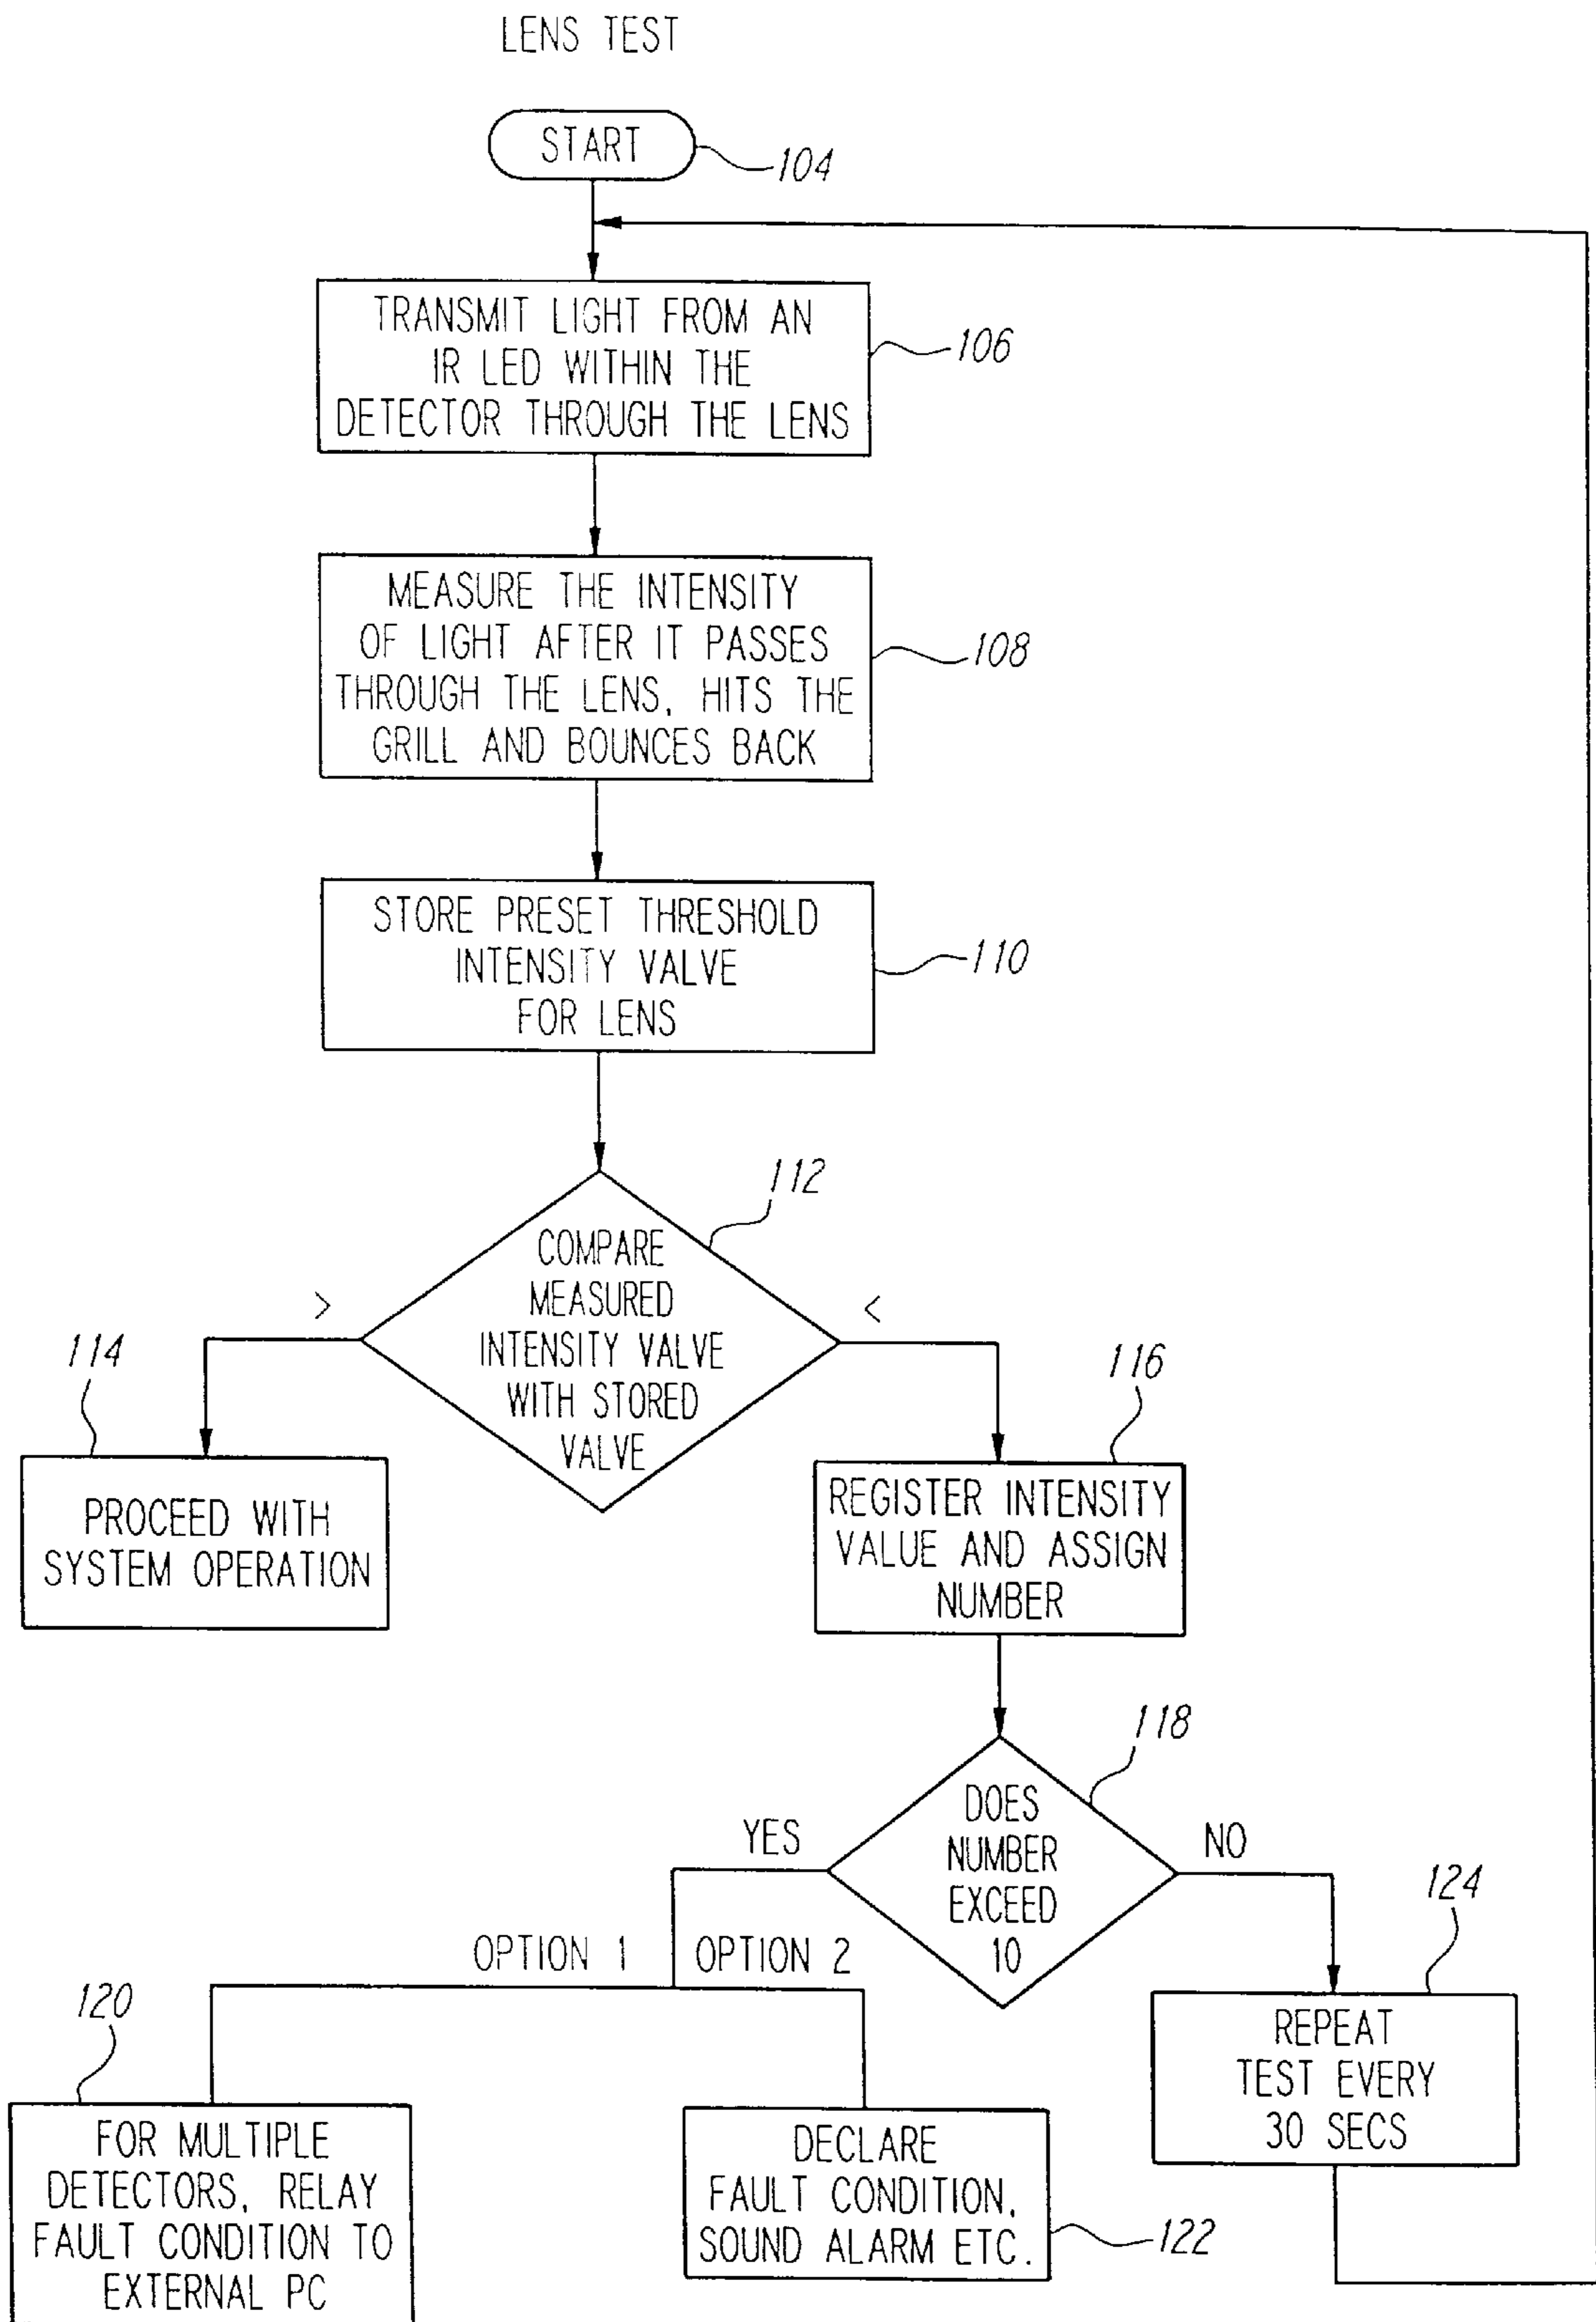 LENS TEST
START
104
TRANSMIT LIGHT FROM AN
IR LED WITHIN THE
DETECTOR THROUGH THE LENS
106
MEASURE THE INTENSITY
OF LIGHT AFTER IT PASSES
THROUGH THE LENS, HITS THE
GRILL AND BOUNCES BACK
108
STORE PRESET THRESHOLD
INTENSITY VALVE
FOR LENS
110
112
COMPARE
MEASURED
INTENSITY VALVE
WITH STORED
VALVE
>
<
114
PROCEED WITH
SYSTEM OPERATION
116
REGISTER INTENSITY
VALUE AND ASSIGN
NUMBER
118
DOES
NUMBER
EXCEED
10
YES
NO
OPTION 1
OPTION 2
120
FOR MULTIPLE
DETECTORS, RELAY
FAULT CONDITION TO
EXTERNAL PC
DECLARE
FAULT CONDITION,
SOUND ALARM ETC.
122
124
REPEAT
TEST EVERY
30 SECS